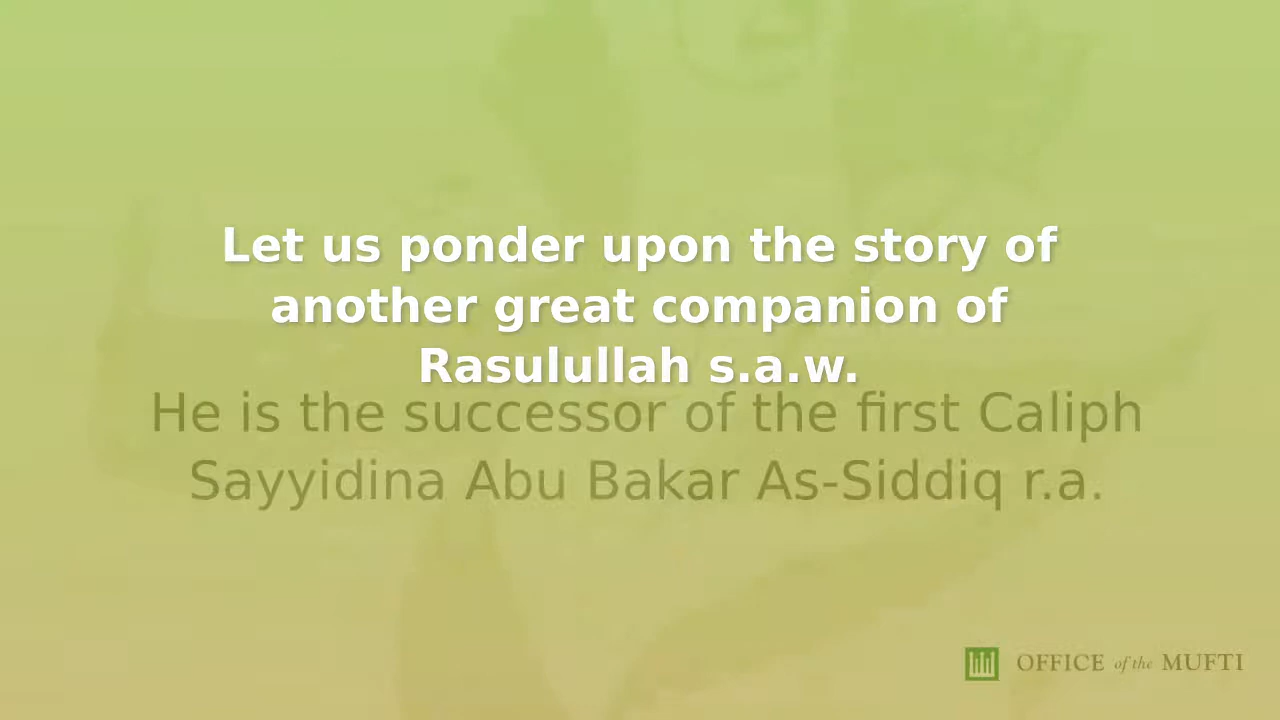 Let us ponder upon the story of
another great companion of
Rasulullah s.a.w.
He is the successor of the first Caliph
Sayyidina Abu Bakar As-Siddiq r.a.
OFFICE of the MUFTI